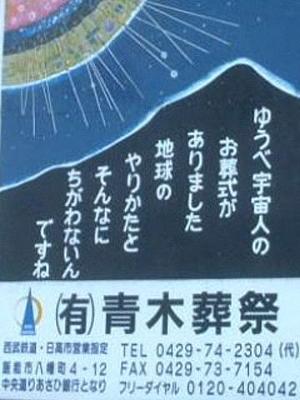 ゆうべ宇宙人の
お葬式が
ありました
地球の
やりかたと
そんなに
ちがわないん
ですね
㈲青木葬祭
西武鉄道・日高市営業指定
飯能市八幡町4-12
中央通りあさひ銀行となり
TEL 0429-74-2304(代)
FAX 0429-73-7154
フリーダイヤル 0120-404042